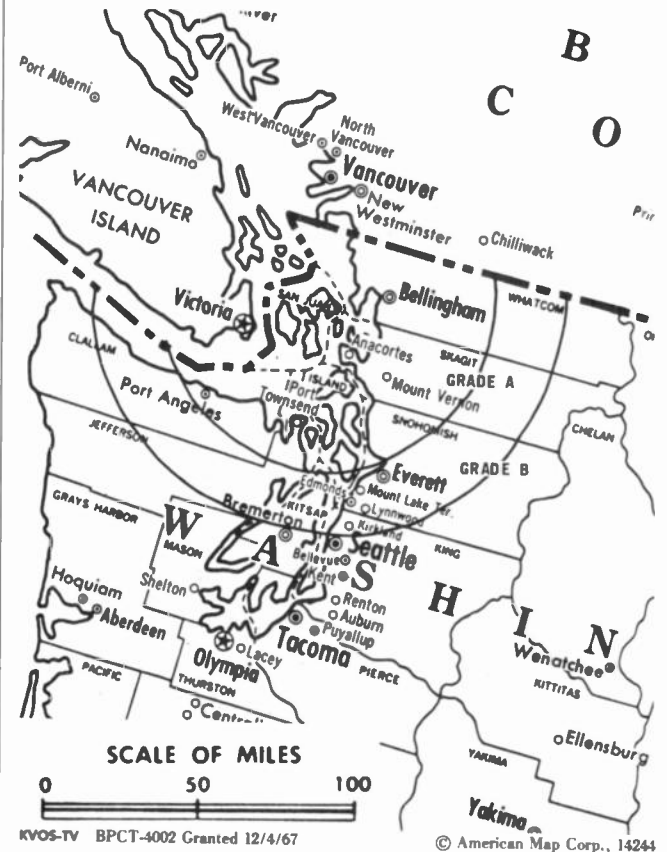 B
C
O
Port Alberni
West Vancouver
North
Vancouver
Vancouver
Nanaimo
New
Westminster
VANCOUVER
ISLAND
Chilliwack
Victoria
SAN JUAN
Bellingham
WHATCOM
CLALLAM
Anacortes
SKAGIT
GRADE A
Port Angeles
ISLAND
Port
Townsend
Mount Vernon
JEFFERSON
SNOHOMISH
CHELAN
GRADE B
Everett
Edmonds
Mount Lake Ter.
Lynnwood
GRAYS HARBOR
W
Bremerton
KITSAP
Kirkland
MASON
A
Seattle
KING
Bellevue
S
Kent
Hoquiam
Shelton
H
Renton
Aberdeen
Auburn
I
Puyallup
N
Tacoma
Wenatchee
Olympia
Lacey
PACIFIC
THURSTON
PIERCE
KITTITAS
Centrali
Ellensburg
SCALE OF MILES
YAKIMA
0 50 100
Yakima
KVOS-TV BPCT-4002 Granted 12/4/67
© American Map Corp., 14244